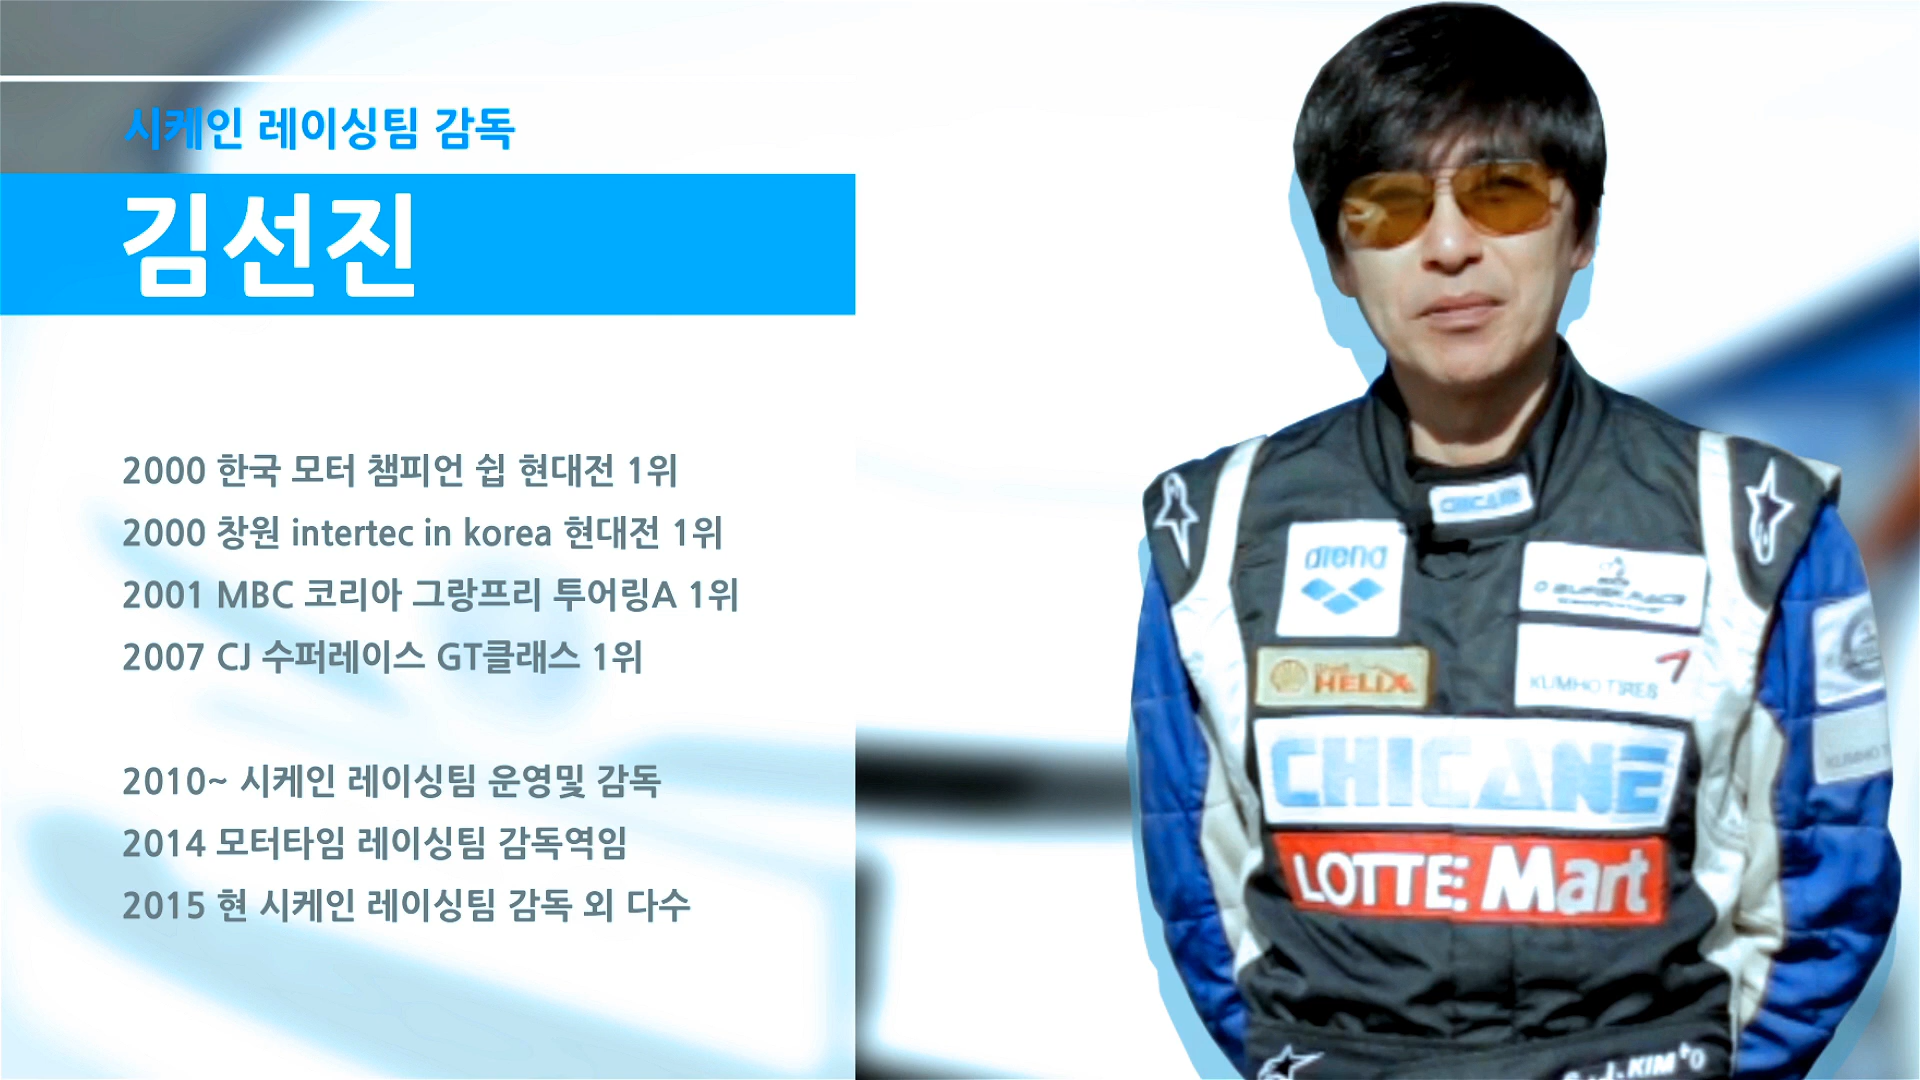 시케인 레이싱팀 감독
김선진
2000 한국 모터 챔피언 쉽 현대전 1위
2000 창원 intertec in korea 현대전 1위
2001 MBC 코리아 그랑프리 투어링A 1위
2007 CJ 수퍼레이스 GT클래스 1위
2010~ 시케인 레이싱팀 운영및 감독
2014 모터타임 레이싱팀 감독역임
2015 현 시케인 레이싱팀 감독 외 다수
CHICANE
arena
HELIX
KUMHO TIRES
CHICANE
LOTTE Mart
KUMHO
KIM